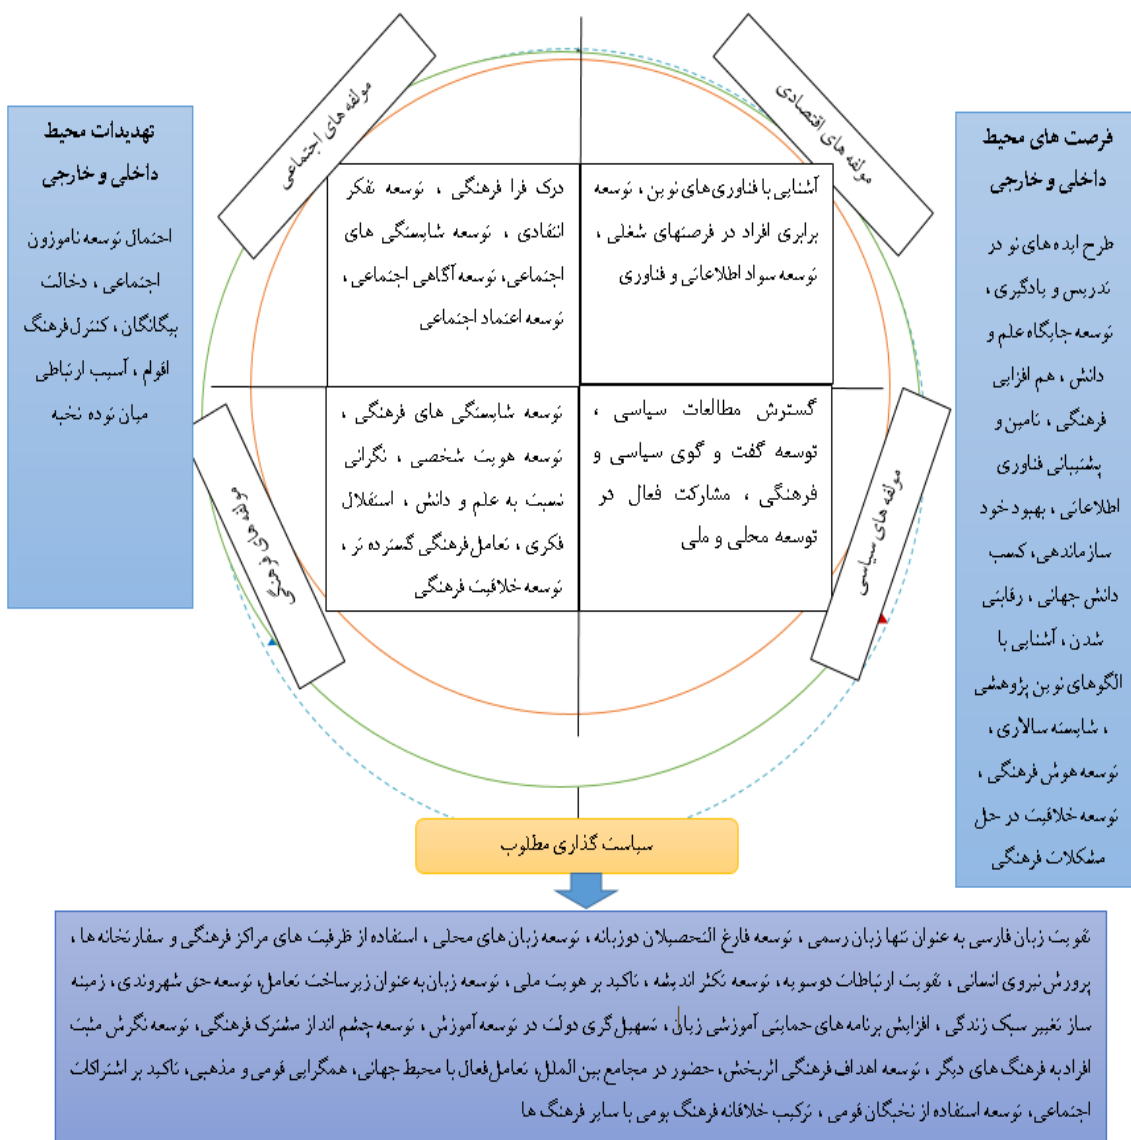 مولفه های اقتصادی
مولفه های اجتماعی
فرصت های محیط
داخلی و خارجی
طرح ایده های نو در
تدریس و یادگیری ،
توسعه جایگاه علم و
دانش ، هم افزایی
فرهنگی ، تامین و
پشتیبانی فناوری
اطلاعاتی ، بهبود خود
سازماندهی، کسب
دانش جهانی ، رقابتی
شدن ، آشنایی با
الگوهای نوین پژوهشی
، شایسته سالاری ،
توسعه هوش فرهنگی ،
توسعه خلاقیت در حل
مشکلات فرهنگی
آشنایی با فناوری‌های نوین ، توسعه
برابری افراد در فرصتهای شغلی ،
توسعه سواد اطلاعاتی و فناوری
درک فرا فرهنگی ، توسعه تفکر
انتقادی ، توسعه شایستگی های
اجتماعی، توسعه آگاهی اجتماعی ،
توسعه اعتماد اجتماعی
تهدیدات محیط
داخلی و خارجی
احتمال توسعه ناموزون
اجتماعی ، دخالت
بیگانگان ، کنترل فرهنگ
اقوام ، آسیب ارتباطی
میان توده نخبه
گسترش مطالعات سیاسی ،
توسعه گفت و گوی سیاسی و
فرهنگی ، مشارکت فعال در
توسعه محلی و ملی
توسعه شایستگی های فرهنگی ،
توسعه هویت شخصی ، نگرانی
نسبت به علم و دانش ، استقلال
فکری ، تعامل فرهنگی گسترده تر ،
توسعه خلاقیت فرهنگی
مولفه های سیاسی
مولفه های فرهنگی
سیاست گذاری مطلوب
تقویت زبان فارسی به عنوان تنها زبان رسمی ، توسعه فارغ التحصیلان دوزبانه ، توسعه زبان های محلی ، استفاده از ظرفیت های مراکز فرهنگی و سفارتخانه ها ،
پرورش نیروی انسانی ، تقویت ارتباطات دوسویه ، توسعه تکثر اندیشه ، تاکید بر هویت ملی ، توسعه زبان به عنوان زیرساخت تعامل، توسعه حق شهروندی ، زمینه
ساز تغییر سبک زندگی ، افزایش برنامه های حمایتی آموزشی زبان ، تسهیل گری دولت در توسعه آموزش ، توسعه چشم انداز مشترک فرهنگی، توسعه نگرش مثبت
افراد به فرهنگ های دیگر ، توسعه اهداف فرهنگی اثربخش، حضور در مجامع بین الملل، تعامل فعال با محیط جهانی، همگرایی قومی و مذهبی، تاکید بر اشتراکات
اجتماعی، توسعه استفاده از نخبگان قومی ، ترکیب خلاقانه فرهنگ بومی با سایر فرهنگ ها